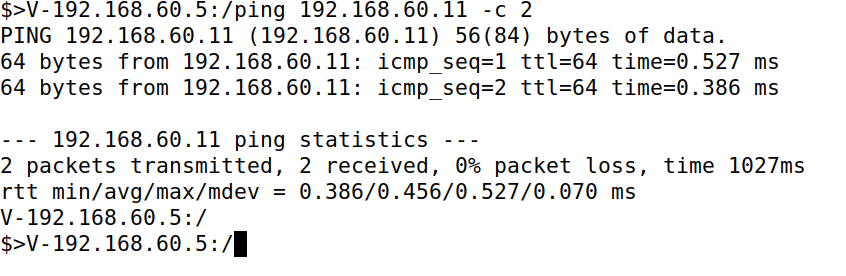 $>V-192.168.60.5:/ping 192.168.60.11 -c 2
PING 192.168.60.11 (192.168.60.11) 56(84) bytes of data.
64 bytes from 192.168.60.11: icmp_seq=1 ttl=64 time=0.527 ms
64 bytes from 192.168.60.11: icmp_seq=2 ttl=64 time=0.386 ms
--- 192.168.60.11 ping statistics ---
2 packets transmitted, 2 received, 0% packet loss, time 1027ms
rtt min/avg/max/mdev = 0.386/0.456/0.527/0.070 ms
V-192.168.60.5:/
$>V-192.168.60.5:/